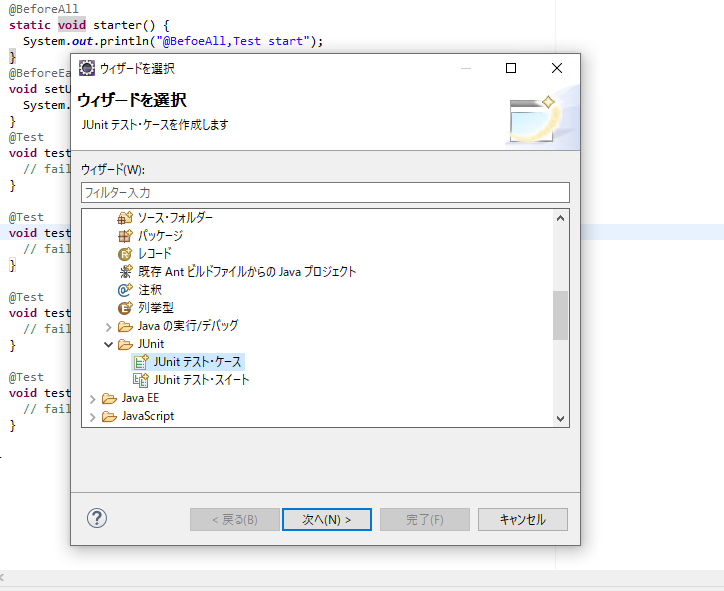 @BeforeAll
static void starter() {
System.out.println("@BefoeAll,Test start");
}
@BeforeEa
void setU
System.
}
@Test
void test
// fail
}
@Test
void test
// fail
}
@Test
void test
// fail
}
@Test
void test
// fail
}
ウィザードを選択
ウィザードを選択
JUnit テスト・ケースを作成します
ウィザード(W):
フィルター入力
ソース・フォルダー
パッケージ
レコード
既存 Ant ビルドファイルからの Java プロジェクト
注釈
列挙型
Java の実行/デバッグ
JUnit
JUnit テスト・ケース
JUnit テスト・スイート
Java EE
JavaScript
< 戻る(B)
次へ(N) >
完了(F)
キャンセル